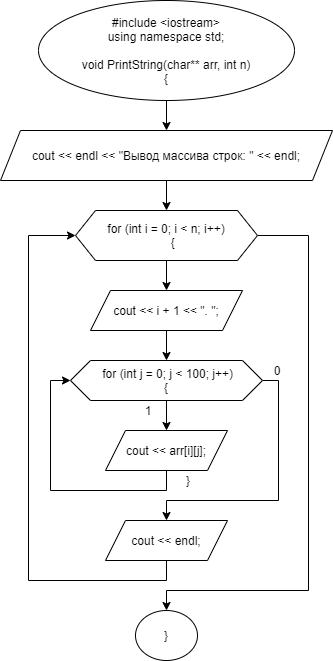 #include <iostream>
using namespace std;
void PrintString(char** arr, int n)
{
cout << endl << "Вывод массива строк: " << endl;
for (int i = 0; i < n; i++)
{
cout << i + 1 << ". ";
for (int j = 0; j < 100; j++)
{
0
1
cout << arr[i][j];
}
cout << endl;
}